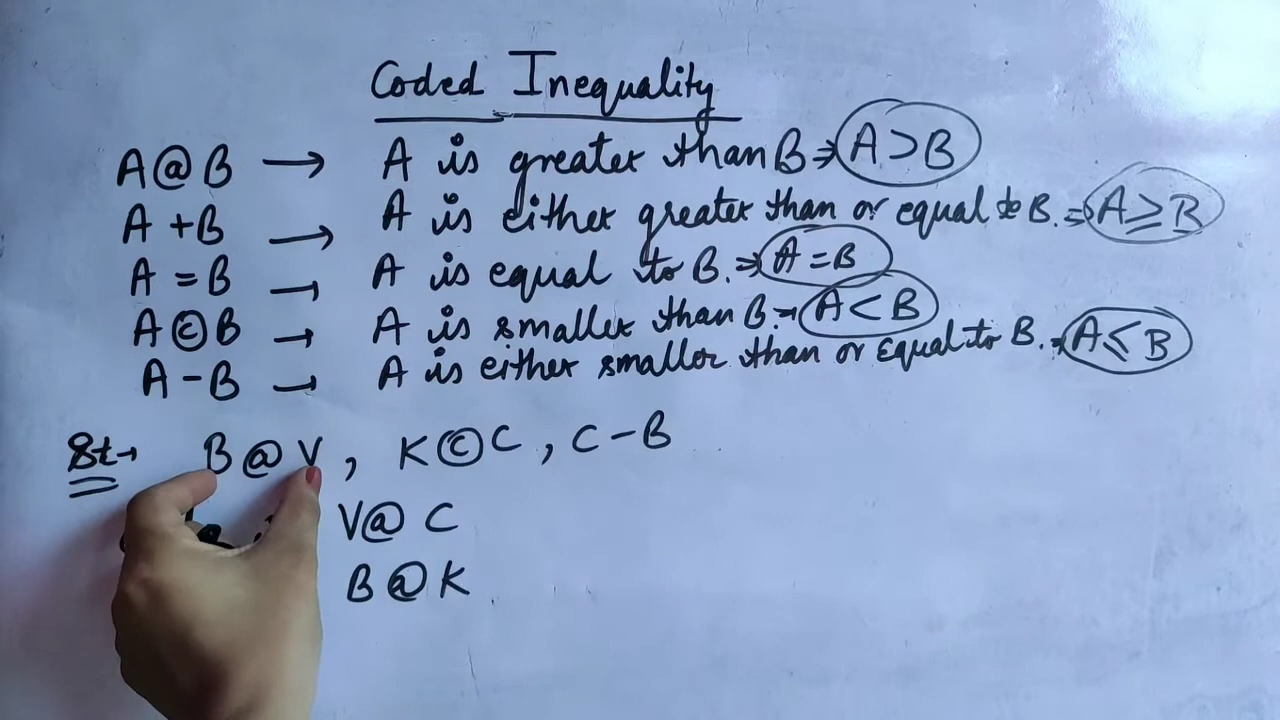 Coded Inequality
A @ B → A is greater than B ⇒ A > B
A + B → A is either greater than or equal to B. ⇒ A ≥ B
A = B → A is equal to B. ⇒ A = B
A © B → A is smaller than B. → A < B
A - B → A is either smaller than or equal to B. → A ≤ B
St→ B @ V , K © C , C - B
V @ C
B @ K